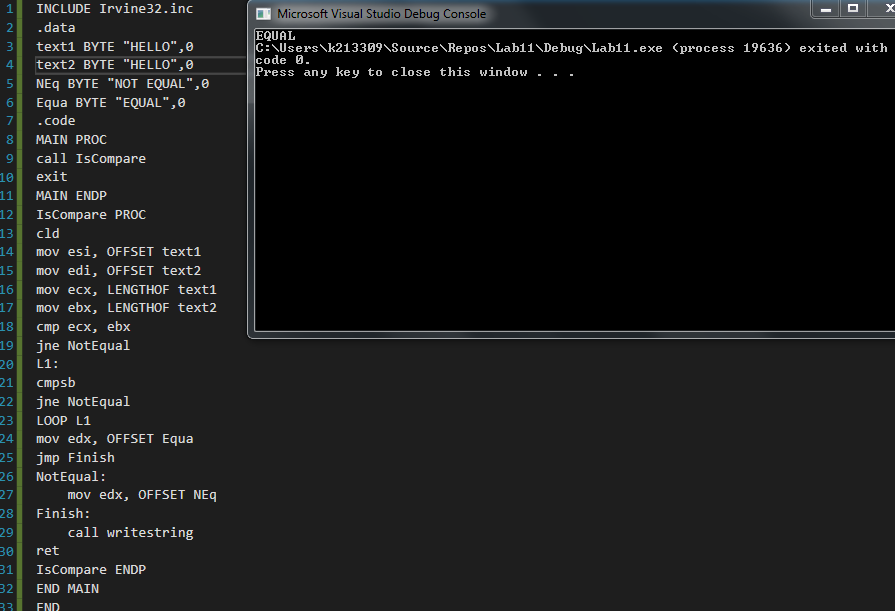 1 INCLUDE Irvine32.inc
2 .data
3 text1 BYTE "HELLO",0
4 text2 BYTE "HELLO",0
5 NEq BYTE "NOT EQUAL",0
6 Equa BYTE "EQUAL",0
7 .code
8 MAIN PROC
9 call IsCompare
10 exit
11 MAIN ENDP
12 IsCompare PROC
13 cld
14 mov esi, OFFSET text1
15 mov edi, OFFSET text2
16 mov ecx, LENGTHOF text1
17 mov ebx, LENGTHOF text2
18 cmp ecx, ebx
19 jne NotEqual
20 L1:
21 cmpsb
22 jne NotEqual
23 LOOP L1
24 mov edx, OFFSET Equa
25 jmp Finish
26 NotEqual:
27 mov edx, OFFSET NEq
28 Finish:
29 call writestring
30 ret
31 IsCompare ENDP
32 END MAIN
33 END
Microsoft Visual Studio Debug Console
EQUAL
C:\Users\k213309\Source\Repos\Lab11\Debug\Lab11.exe (process 19636) exited with
code 0.
Press any key to close this window . . .